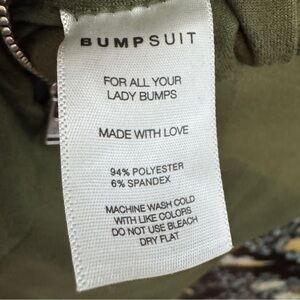 BUMPSUIT
FOR ALL YOUR
LADY BUMPS
MADE WITH LOVE
94% POLYESTER
6% SPANDEX
MACHINE WASH COLD
WITH LIKE COLORS
DO NOT USE BLEACH
DRY FLAT